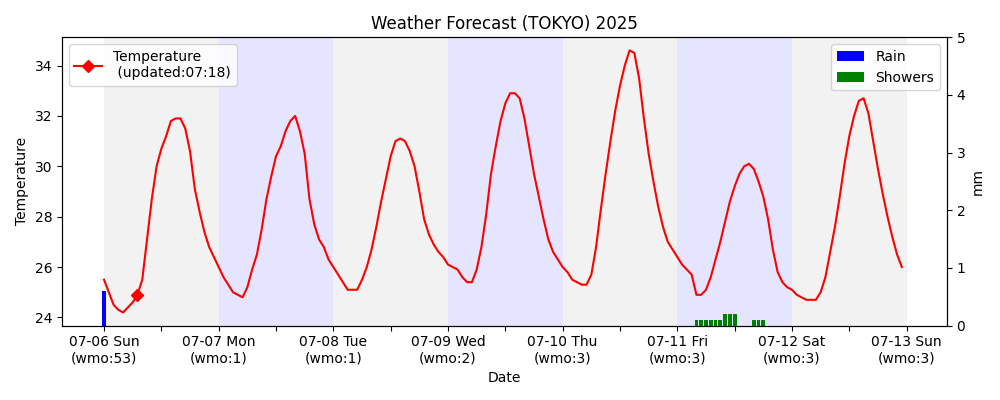 Weather Forecast (TOKYO) 2025
Temperature
(updated:07:18)
Rain
Showers
Temperature
34
32
30
28
26
24
5
4
3
2
1
0
mm
07-06 Sun
(wmo:53)
07-07 Mon
(wmo:1)
07-08 Tue
(wmo:1)
07-09 Wed
(wmo:2)
07-10 Thu
(wmo:3)
07-11 Fri
(wmo:3)
07-12 Sat
(wmo:3)
07-13 Sun
(wmo:3)
Date